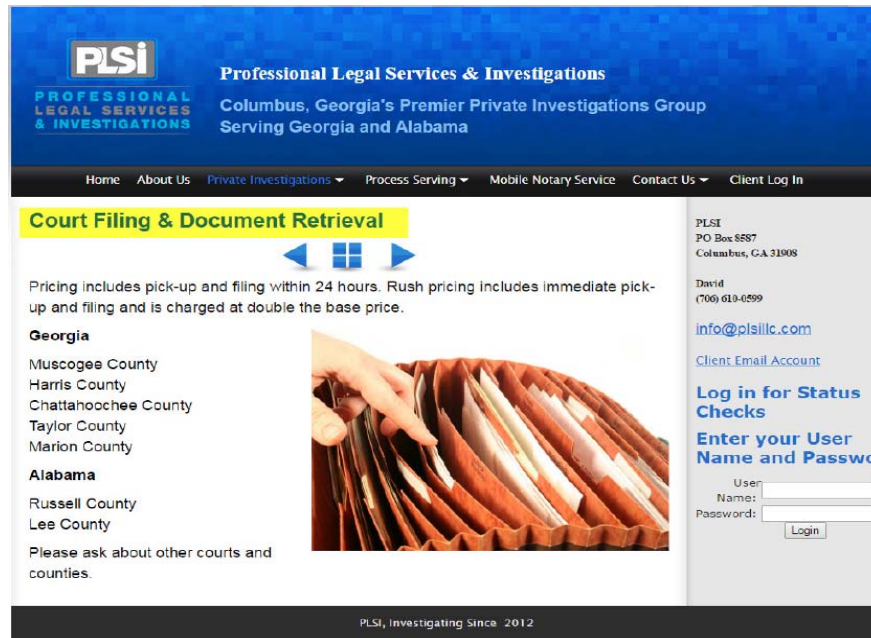 PLSi
PROFESSIONAL
LEGAL SERVICES
& INVESTIGATIONS
Professional Legal Services & Investigations
Columbus, Georgia's Premier Private Investigations Group
Serving Georgia and Alabama
Home About Us Private Investigations Process Serving Mobile Notary Service Contact Us Client Log In
Court Filing & Document Retrieval
Pricing includes pick-up and filing within 24 hours. Rush pricing includes immediate pick-
up and filing and is charged at double the base price.
Georgia
Muscogee County
Harris County
Chattahoochee County
Taylor County
Marion County
Alabama
Russell County
Lee County
Please ask about other courts and
counties.
PLSI
PO Box 8587
Columbus, GA 31908
David
(706) 610-0599
info@plsillc.com
Client Email Account
Log in for Status
Checks
Enter your User
Name and Passwo
User
Name:
Password:
Login
PLSI, Investigating Since 2012